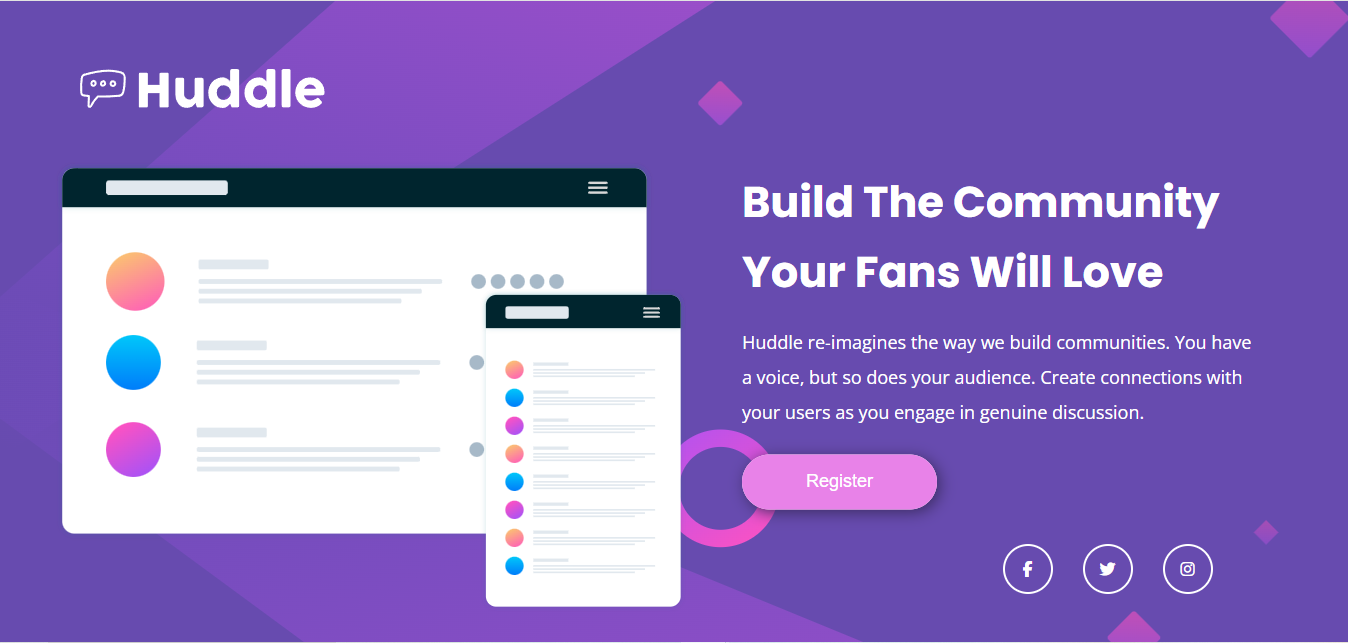 Huddle
Build The Community
Your Fans Will Love
Huddle re-imagines the way we build communities. You have
a voice, but so does your audience. Create connections with
your users as you engage in genuine discussion.
Register